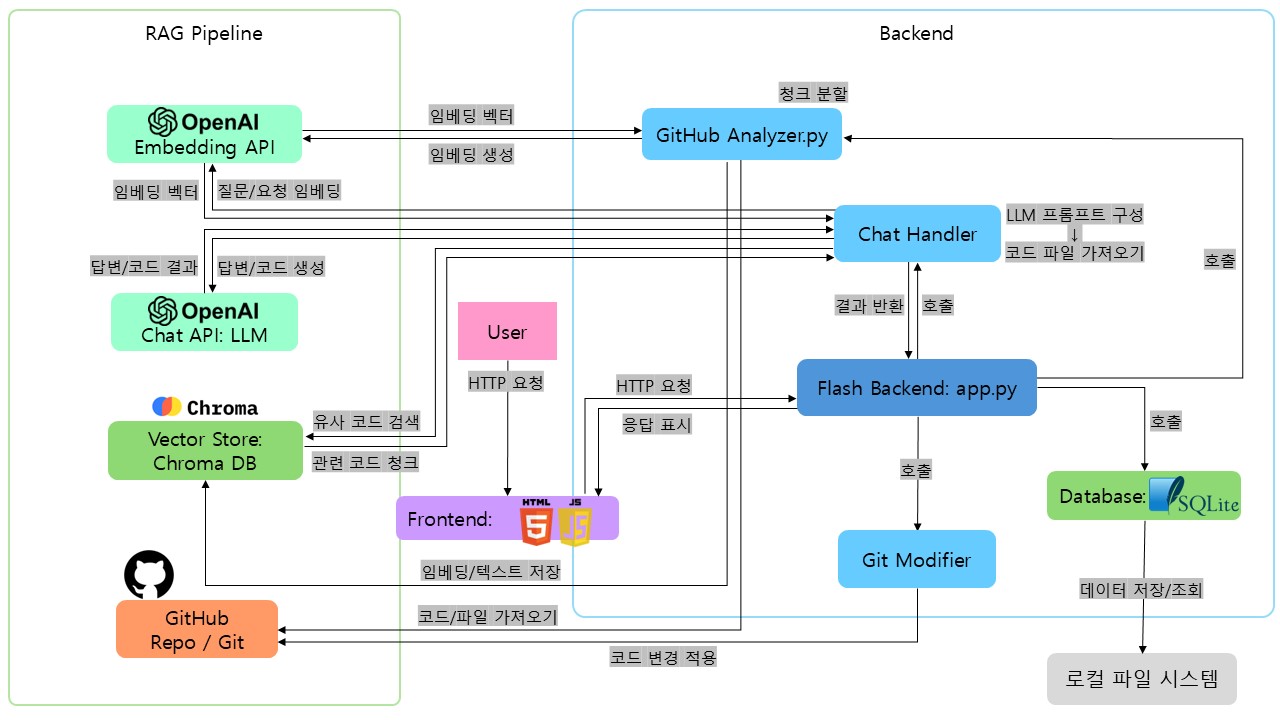 RAG Pipeline
Backend
OpenAI
Embedding API
임베딩 벡터
임베딩 생성
청크 분할
GitHub Analyzer.py
임베딩 벡터
질문/요청 임베딩
Chat Handler
LLM 프롬프트 구성
↓
코드 파일 가져오기
호출
답변/코드 결과
답변/코드 생성
OpenAI
Chat API: LLM
결과 반환
호출
User
HTTP 요청
HTTP 요청
응답 표시
Flash Backend: app.py
Chroma
Vector Store:
Chroma DB
유사 코드 검색
관련 코드 청크
호출
호출
Frontend:
HTML
5
JS
JS
Database:
SQLite
Git Modifier
임베딩/텍스트 저장
데이터 저장/조회
GitHub
Repo / Git
코드/파일 가져오기
코드 변경 적용
로컬 파일 시스템